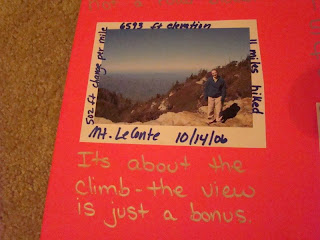 6593 ft elevation
502 ft change per mile
11 miles hiked
Mt. LeConte 10/14/06
Its about the
climb - the view
is just a bonus.